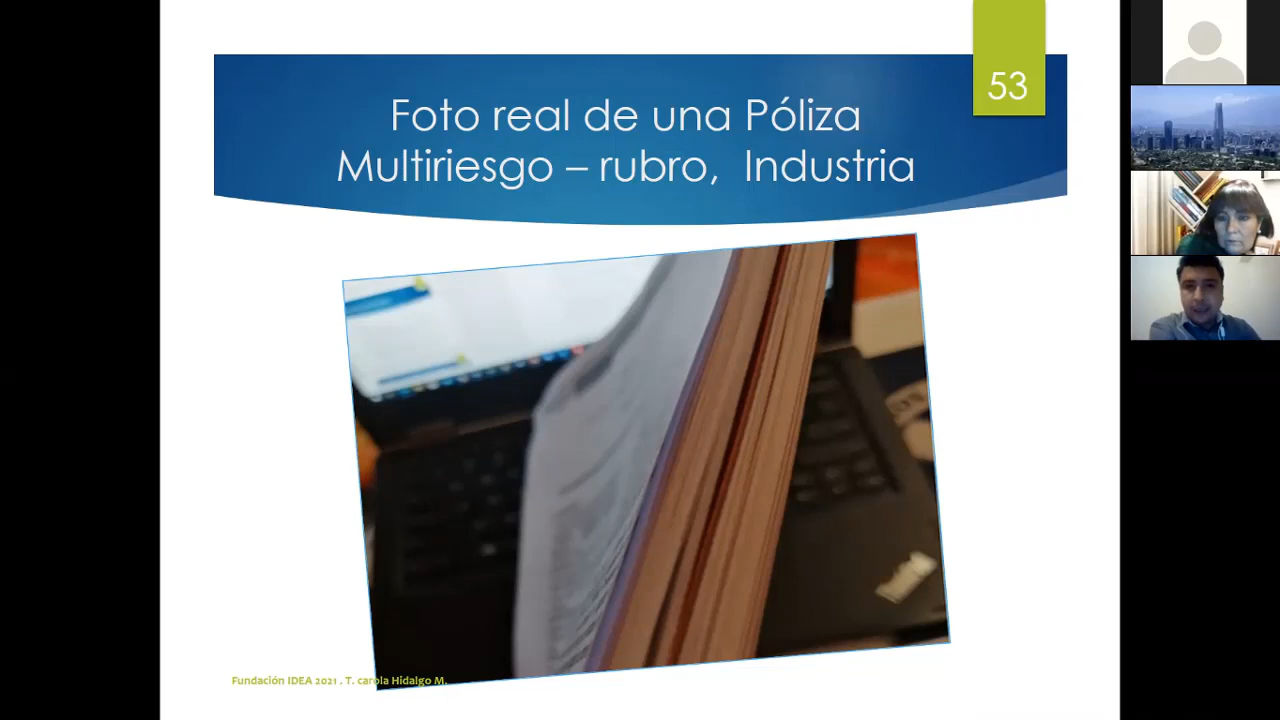 53
Foto real de una Póliza
Multiriesgo – rubro,  Industria
Fundación IDEA 2021 . T. carola Hidalgo M.